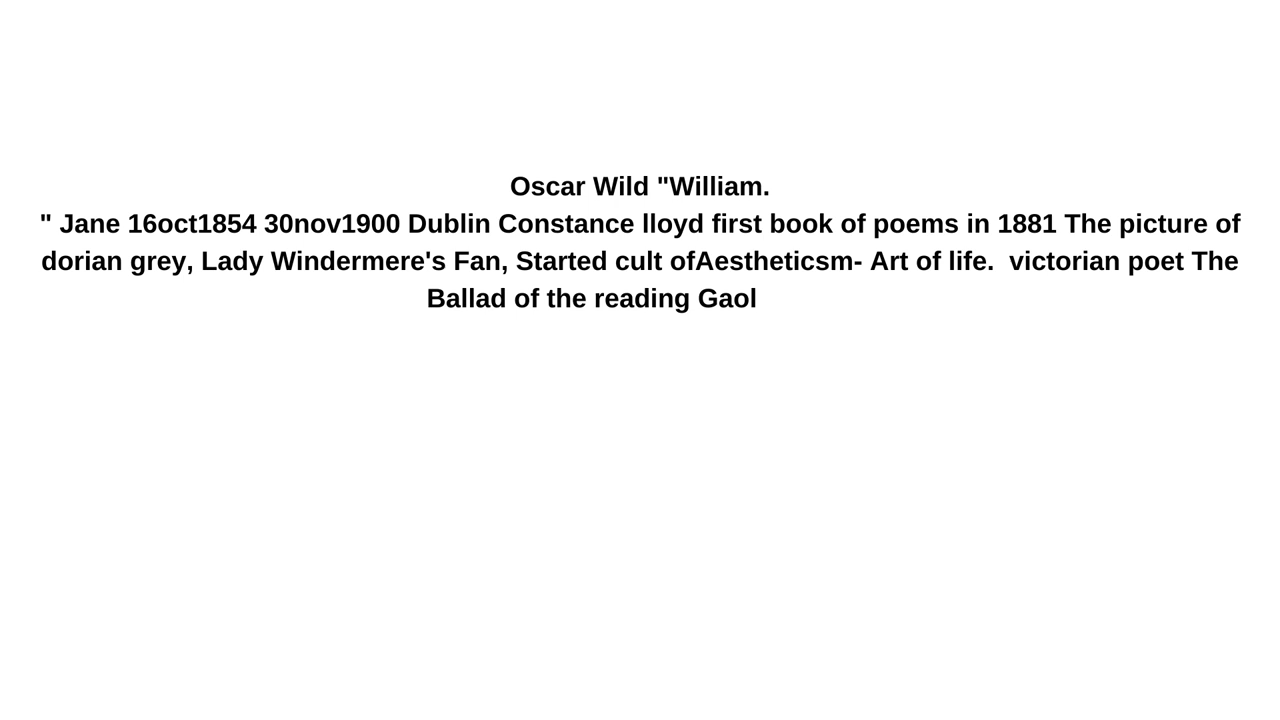 Oscar Wild "William.
" Jane 16oct1854 30nov1900 Dublin Constance lloyd first book of poems in 1881 The picture of
dorian grey, Lady Windermere's Fan, Started cult ofAestheticsm- Art of life.  victorian poet The
Ballad of the reading Gaol